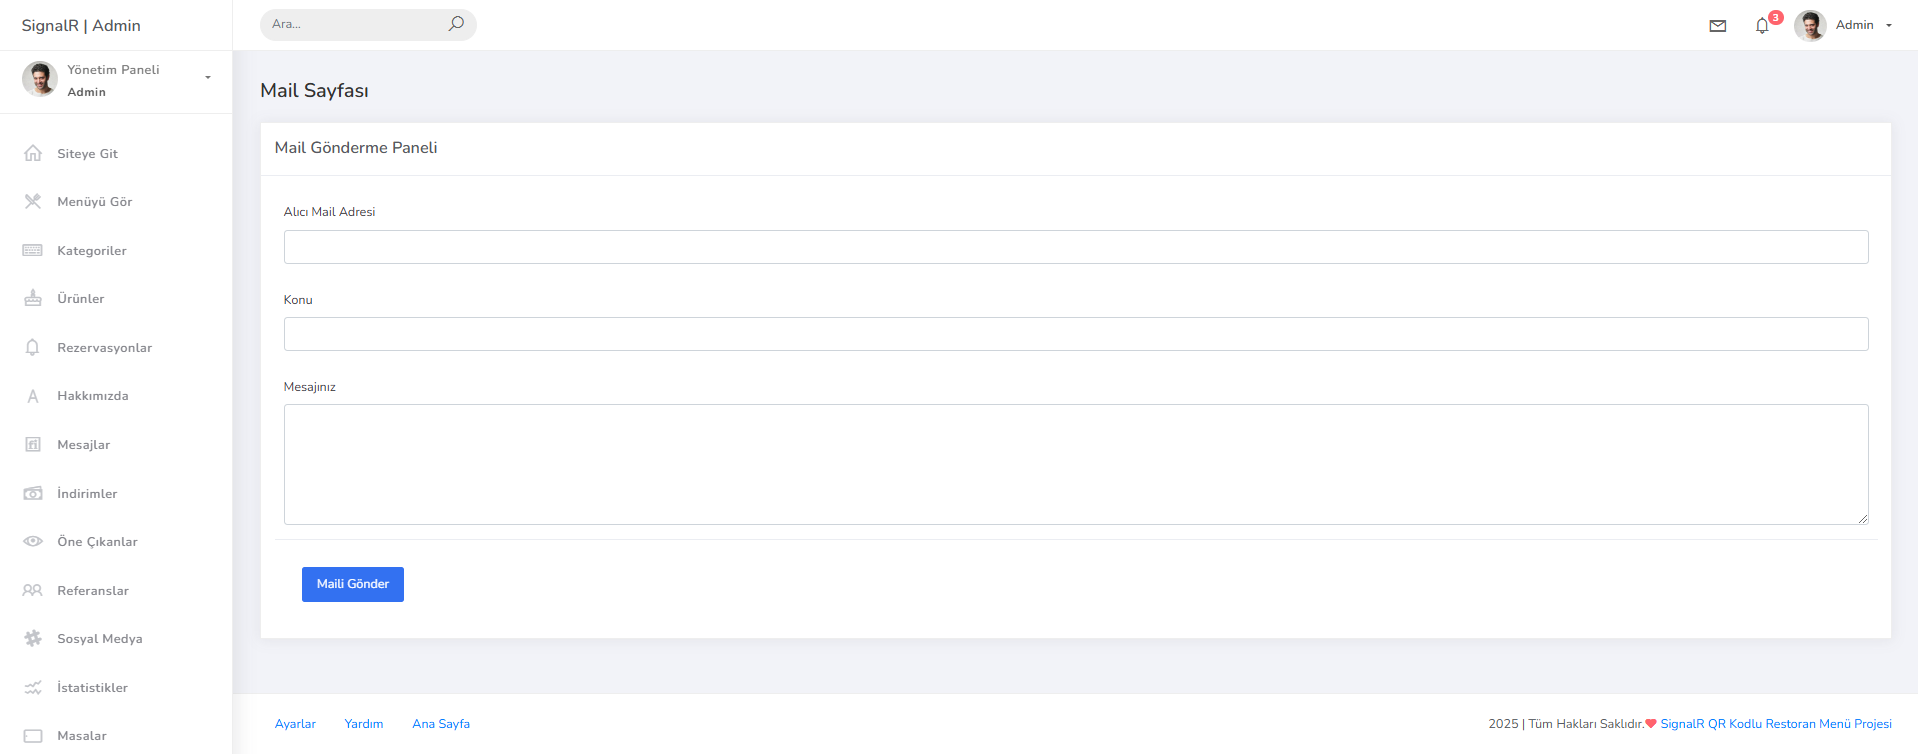 SignalR | Admin
Ara...
3
Admin
Yönetim Paneli
Admin
Siteye Git
Menüyü Gör
Kategoriler
Ürünler
Rezervasyonlar
Hakkımızda
Mesajlar
İndirimler
Öne Çıkanlar
Referanslar
Sosyal Medya
İstatistikler
Masalar
Mail Sayfası
Mail Gönderme Paneli
Alıcı Mail Adresi
Konu
Mesajınız
Maili Gönder
Ayarlar Yardım Ana Sayfa
2025 | Tüm Hakları Saklıdır.❤ SignalR QR Kodlu Restoran Menü Projesi